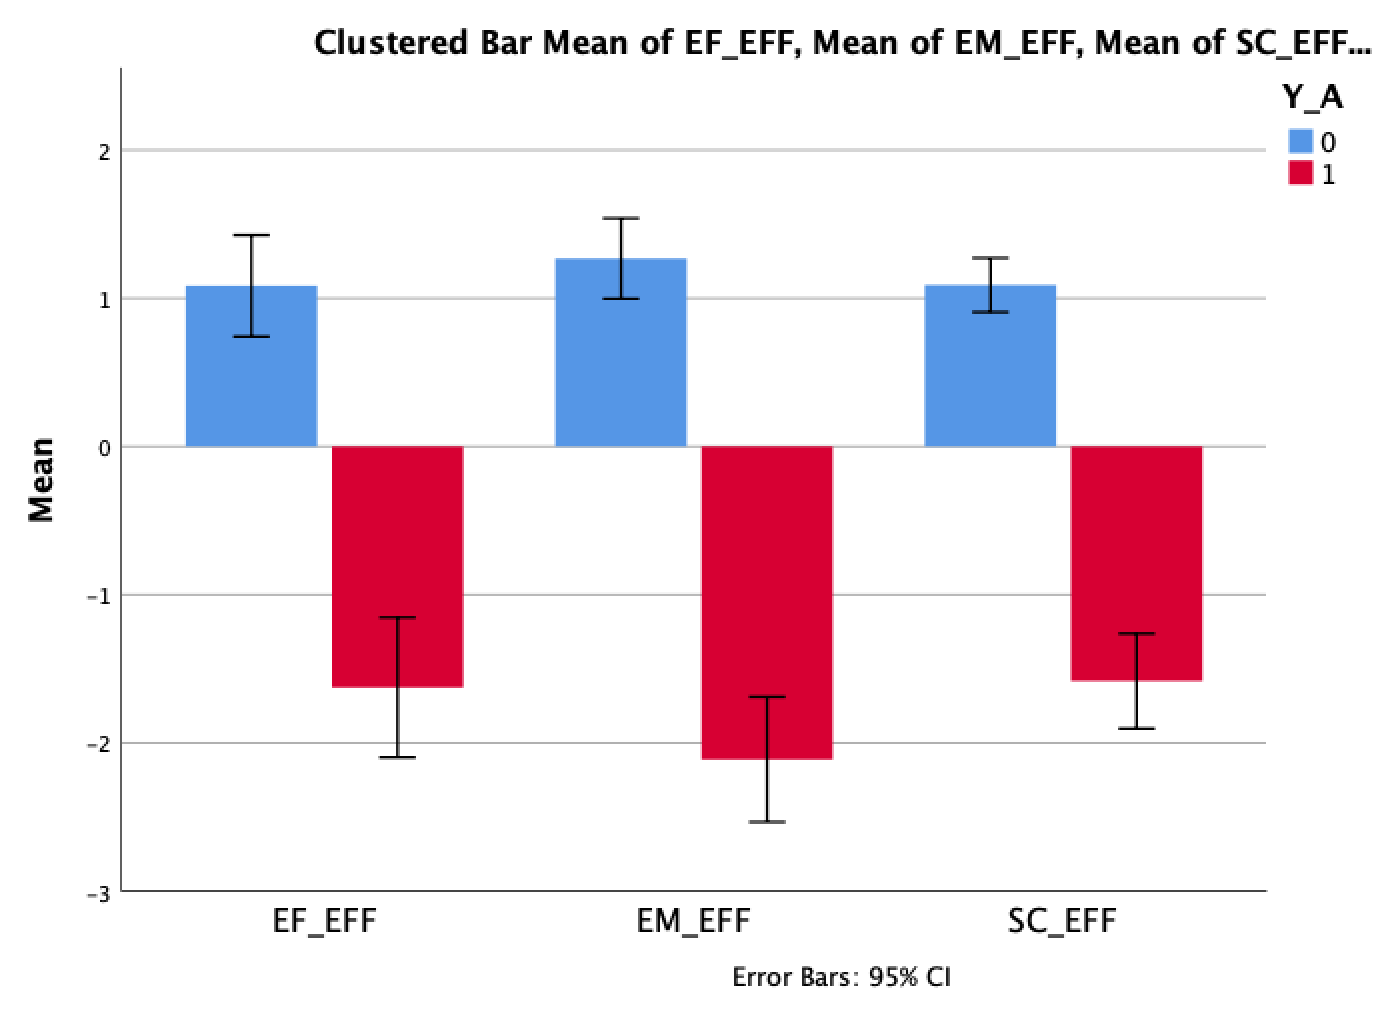 Clustered Bar Mean of EF_EFF, Mean of EM_EFF, Mean of SC_EFF...
Y_A
0
1
2
1
0
-1
-2
-3
Mean
EF_EFF
EM_EFF
SC_EFF
Error Bars: 95% CI